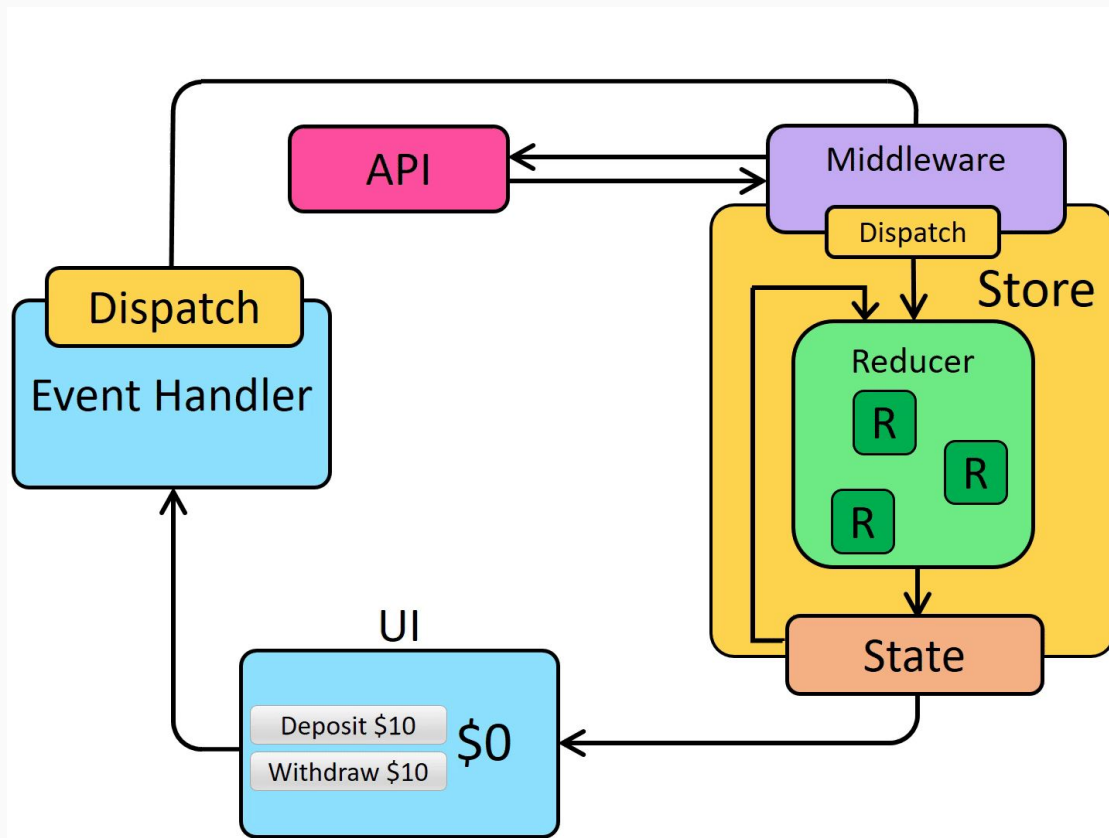 API
Middleware
Dispatch
Store
Dispatch
Event Handler
Reducer
R
R
R
UI
Deposit $10
Withdraw $10
$0
State